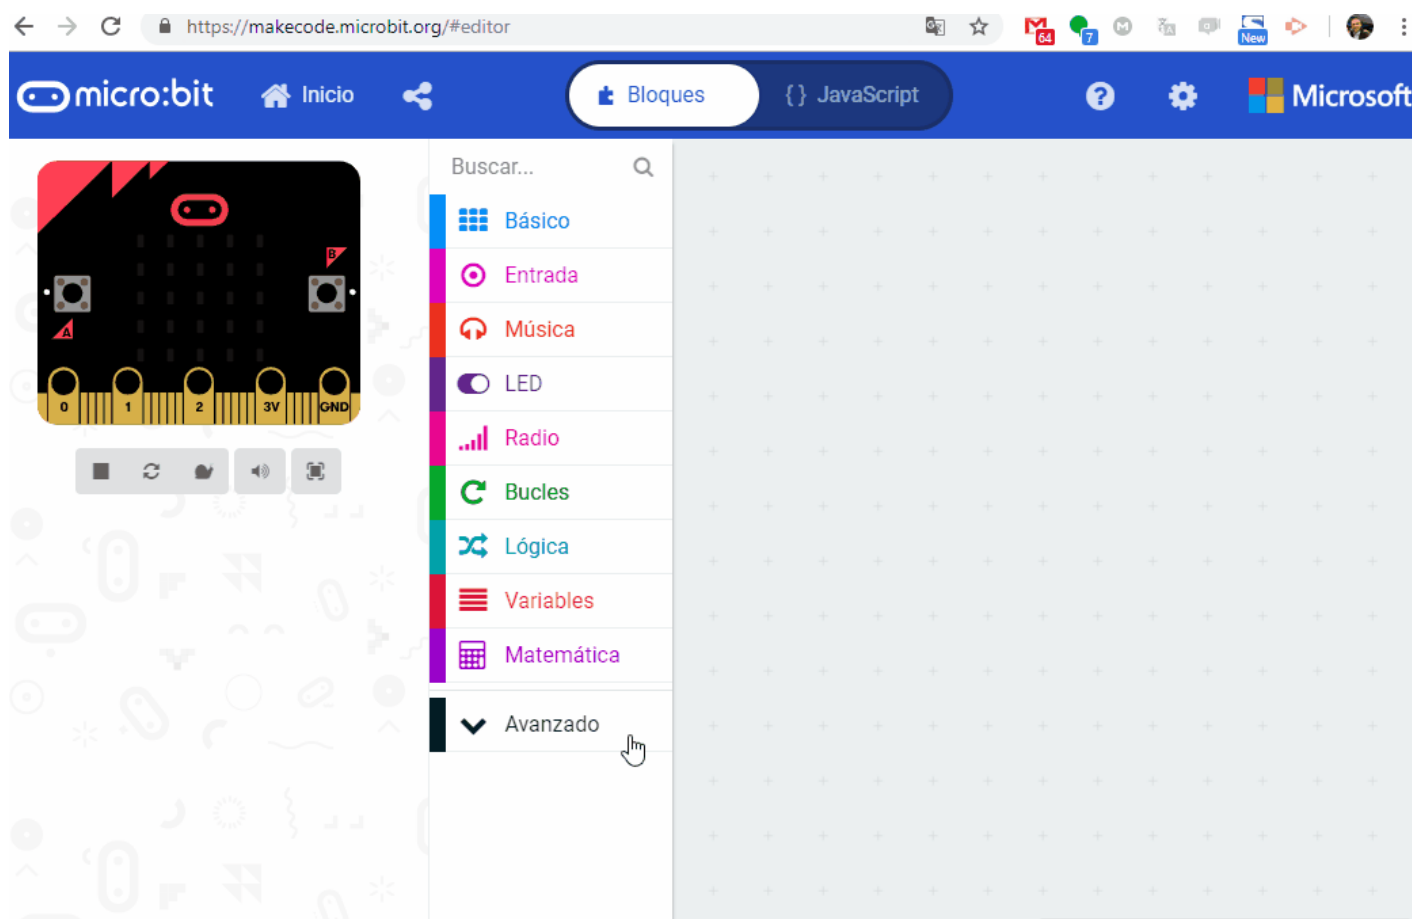 https://makecode.microbit.org/#editor
64
7
New
micro:bit
Inicio
Bloques
{} JavaScript
?
Microsoft
Buscar...
Básico
Entrada
Música
LED
Radio
Bucles
Lógica
Variables
Matemática
Avanzado
B
A
0 1 2 3V GND